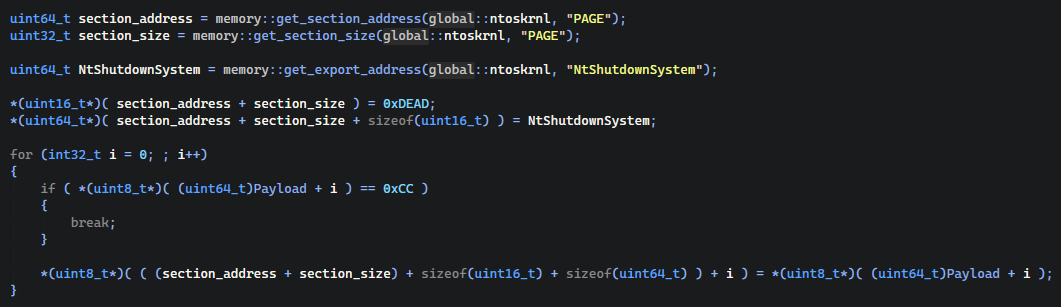 uint64_t section_address = memory::get_section_address(global::ntoskrnl, "PAGE");
uint32_t section_size = memory::get_section_size(global::ntoskrnl, "PAGE");

uint64_t NtShutdownSystem = memory::get_export_address(global::ntoskrnl, "NtShutdownSystem");

*(uint16_t*)( section_address + section_size ) = 0xDEAD;
*(uint64_t*)( section_address + section_size + sizeof(uint16_t) ) = NtShutdownSystem;

for (int32_t i = 0; ; i++)
{
    if ( *(uint8_t*)( (uint64_t)Payload + i ) == 0xCC )
    {
        break;
    }

    *(uint8_t*)( ( (section_address + section_size) + sizeof(uint16_t) + sizeof(uint64_t) ) + i ) = *(uint8_t*)( (uint64_t)Payload + i );
}